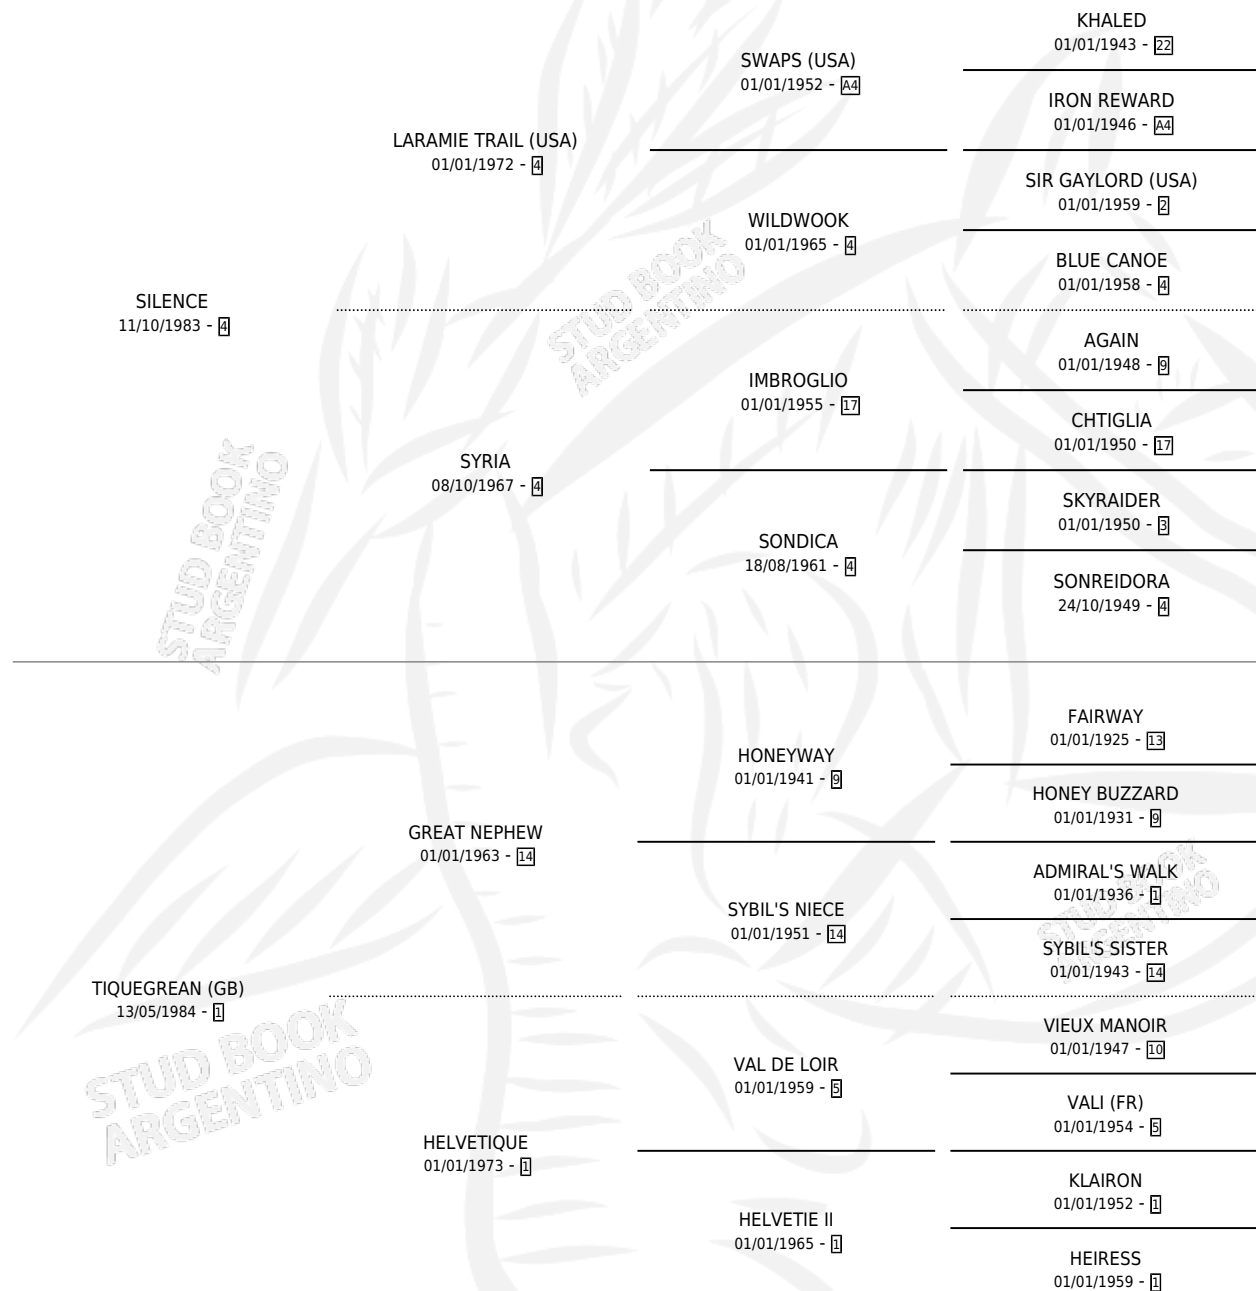 KHALED
01/01/1943 - 22
SWAPS (USA)
01/01/1952 - A4
IRON REWARD
01/01/1946 - A4
LARAMIE TRAIL (USA)
01/01/1972 - 4
SIR GAYLORD (USA)
01/01/1959 - 2
WILDWOOK
01/01/1965 - 4
BLUE CANOE
01/01/1958 - 4
SILENCE
11/10/1983 - 4
STUD BOOK
ARGENTINO
AGAIN
01/01/1948 - 9
IMBROGLIO
01/01/1955 - 17
CHTIGLIA
01/01/1950 - 17
SYRIA
08/10/1967 - 4
SKYRAIDER
01/01/1950 - 3
SONDICA
18/08/1961 - 4
SONREIDORA
24/10/1949 - 4
STUD BOOK
ARGENTINO
FAIRWAY
01/01/1925 - 13
HONEYWAY
01/01/1941 - 9
HONEY BUZZARD
01/01/1931 - 9
GREAT NEPHEW
01/01/1963 - 14
ADMIRAL'S WALK
01/01/1936 - 1
SYBIL'S NIECE
01/01/1951 - 14
SYBIL'S SISTER
01/01/1943 - 14
STUD BOOK
ARGENTINO
TIQUEGREAN (GB)
13/05/1984 - 1
VIEUX MANOIR
01/01/1947 - 10
VAL DE LOIR
01/01/1959 - 5
VALI (FR)
01/01/1954 - 5
STUD BOOK
ARGENTINO
HELVETIQUE
01/01/1973 - 1
KLAIRON
01/01/1952 - 1
HELVETIE II
01/01/1965 - 1
HEIRESS
01/01/1959 - 1